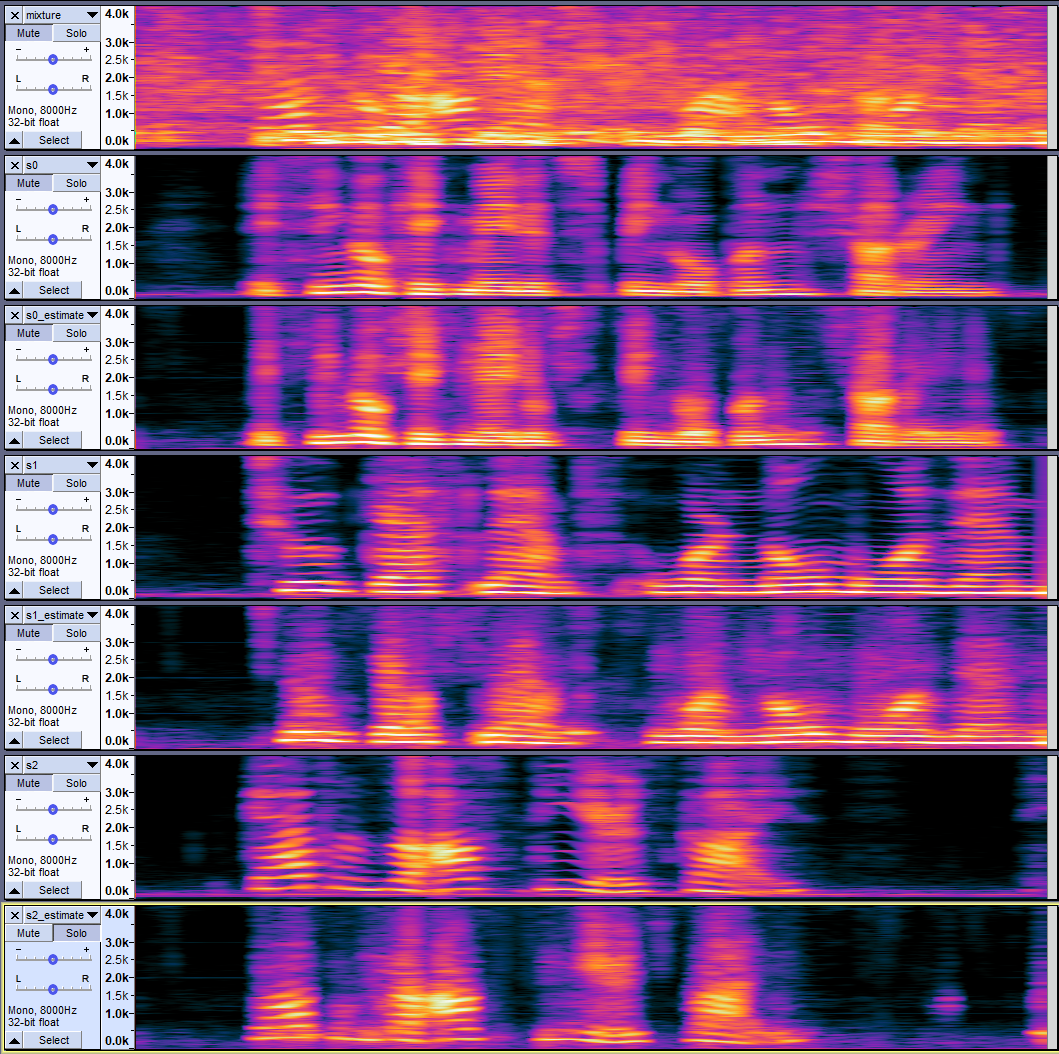 mixture
Mute Solo
- +
L R
Mono, 8000Hz
32-bit float
Select
4.0k
3.0k
2.5k
2.0k
1.5k
1.0k
0.0k
s0
Mute Solo
- +
L R
Mono, 8000Hz
32-bit float
Select
4.0k
3.0k
2.5k
2.0k
1.5k
1.0k
0.0k
s0_estimate
Mute Solo
- +
L R
Mono, 8000Hz
32-bit float
Select
4.0k
3.0k
2.5k
2.0k
1.5k
1.0k
0.0k
s1
Mute Solo
- +
L R
Mono, 8000Hz
32-bit float
Select
4.0k
3.0k
2.5k
2.0k
1.5k
1.0k
0.0k
s1_estimate
Mute Solo
- +
L R
Mono, 8000Hz
32-bit float
Select
4.0k
3.0k
2.5k
2.0k
1.5k
1.0k
0.0k
s2
Mute Solo
- +
L R
Mono, 8000Hz
32-bit float
Select
4.0k
3.0k
2.5k
2.0k
1.5k
1.0k
0.0k
s2_estimate
Mute Solo
- +
L R
Mono, 8000Hz
32-bit float
Select
4.0k
3.0k
2.5k
2.0k
1.5k
1.0k
0.0k